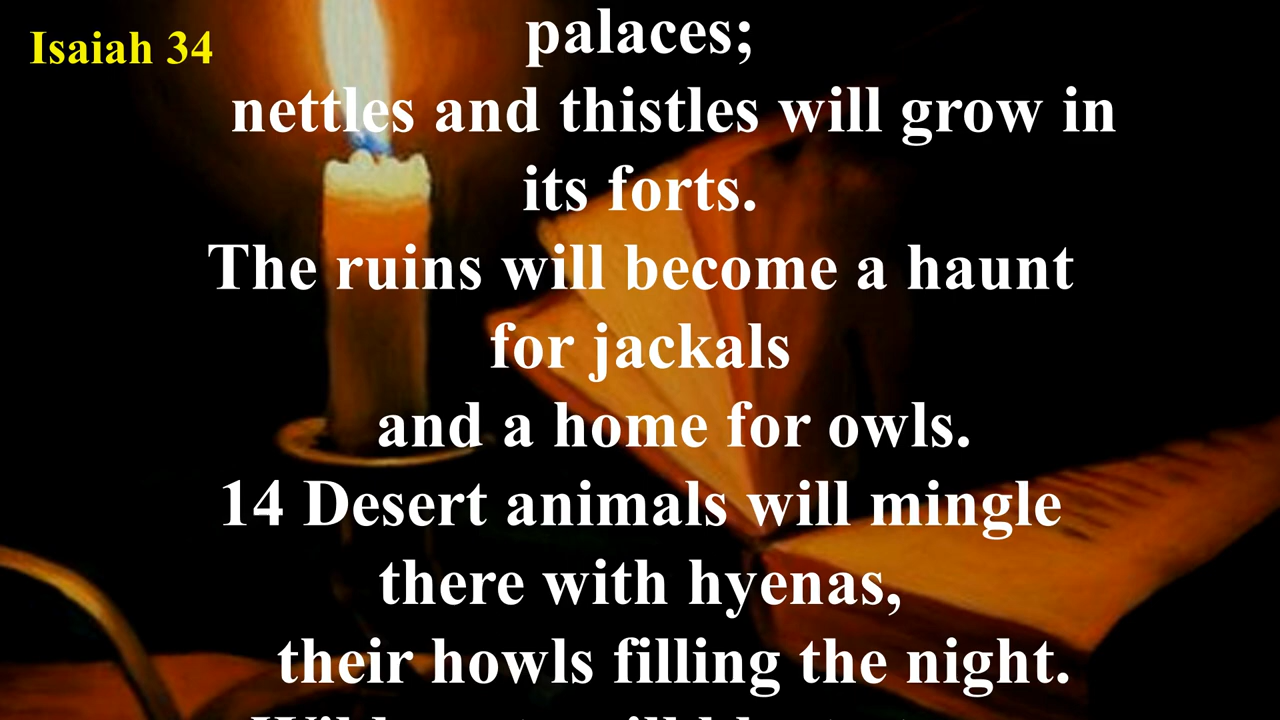 Isaiah 34
palaces;
nettles and thistles will grow in
its forts.
The ruins will become a haunt
for jackals
and a home for owls.
14 Desert animals will mingle
there with hyenas,
their howls filling the night.